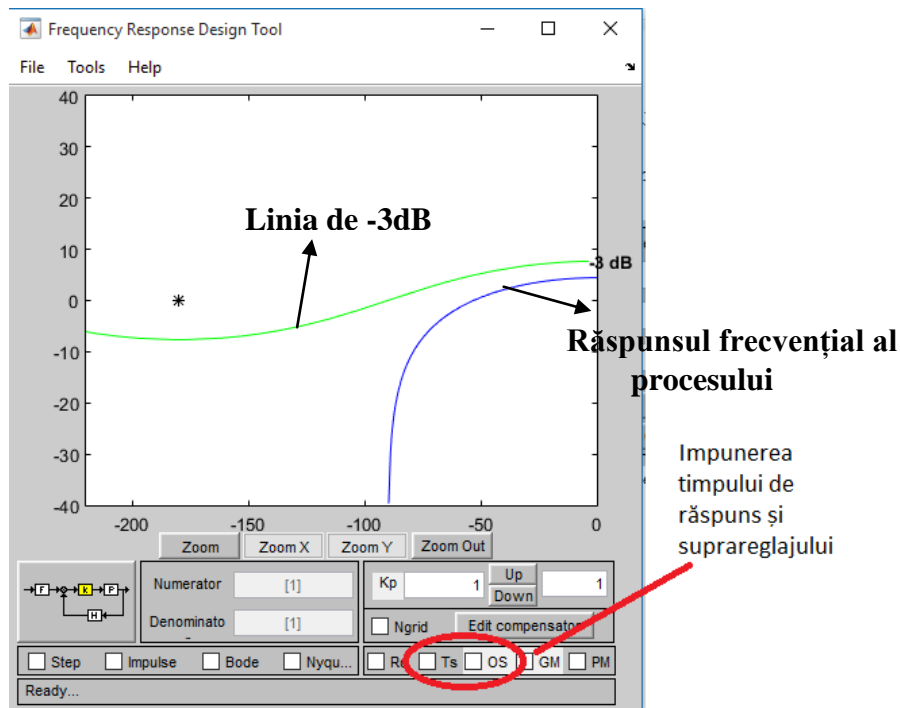 Frequency Response Design Tool
File Tools Help
40
30
20
10
0
-10
-20
-30
-40
Linia de -3dB
-3 dB
Răspunsul frecvențial al
procesului
-200 -150 -100 -50 0
Zoom Zoom X Zoom Y Zoom Out
Impunerea
timpului de
răspuns și
suprareglajului
F k P
H
Numerator [1]
Denominato [1]
Kp 1 Up 1
Down
Ngrid Edit compensator
Step Impulse Bode Nyqu... Ts OS GM PM
Ready...